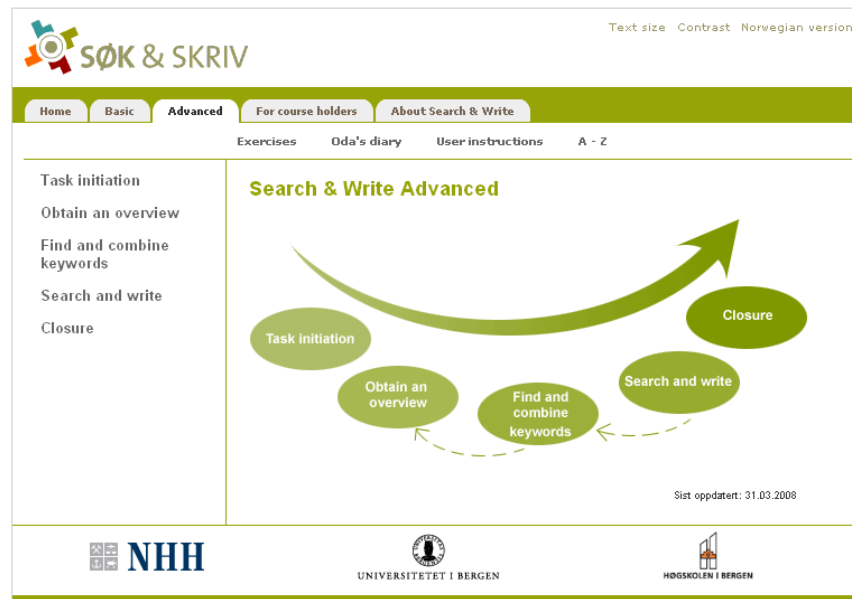 Text size Contrast Norwegian version
SØK & SKRIV
Home Basic Advanced For course holders About Search & Write
Exercises Oda's diary User instructions A - Z
Task initiation
Obtain an overview
Find and combine
keywords
Search and write
Closure
Search & Write Advanced
Task initiation
Obtain an
overview
Find and
combine
keywords
Search and write
Closure
Sist oppdatert: 31.03.2008
NHH
UNIVERSITETET I BERGEN
HØGSKOLEN I BERGEN